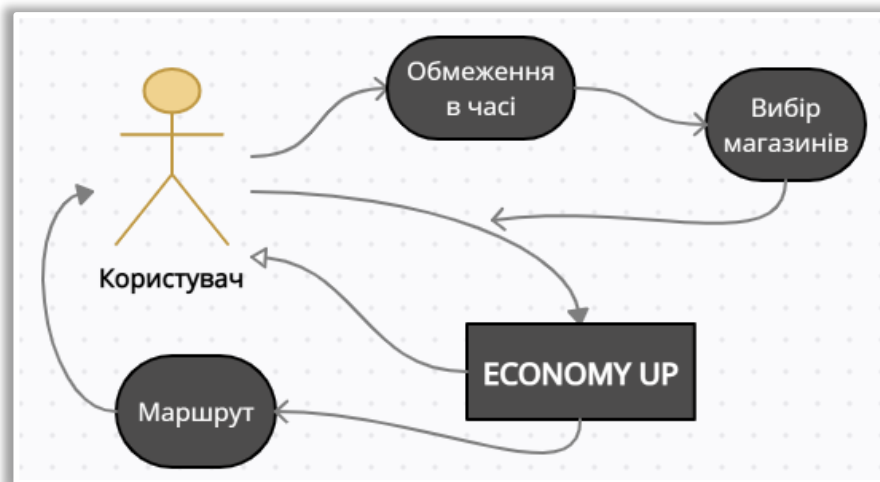 Обмеження
в часі
Вибір
магазинів
Користувач
ECONOMY UP
Маршрут